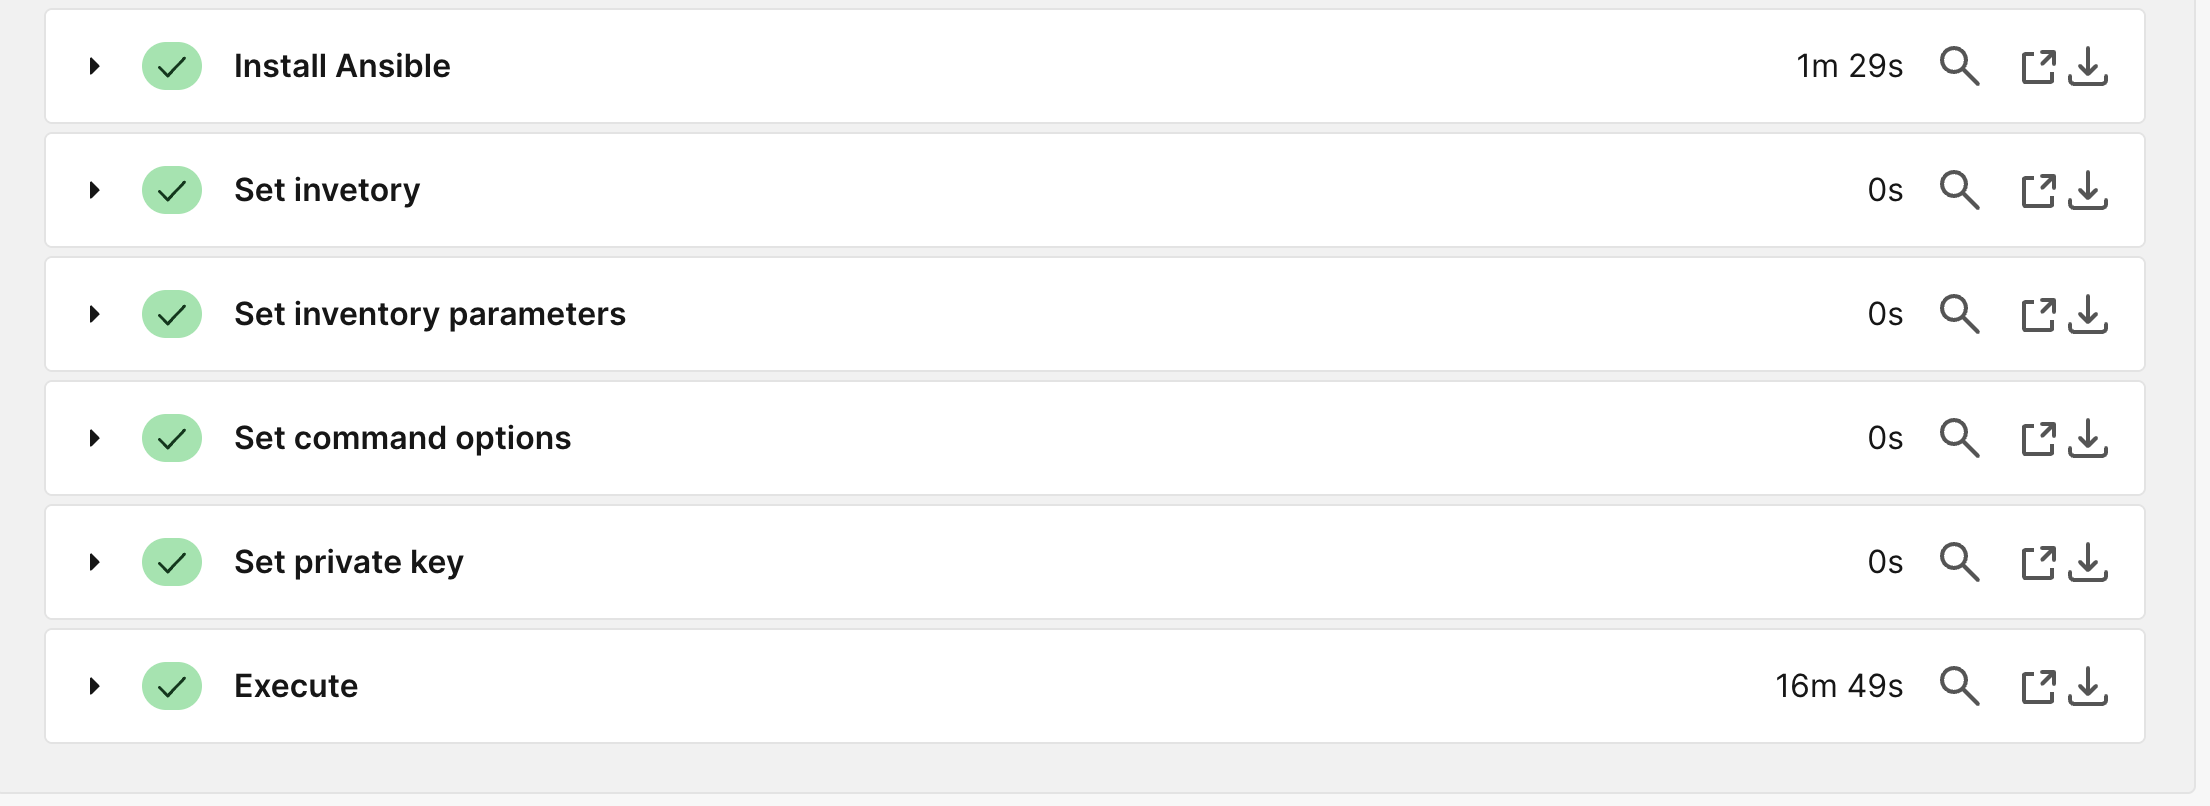 Install Ansible 1m 29s
Set invetory 0s
Set inventory parameters 0s
Set command options 0s
Set private key 0s
Execute 16m 49s